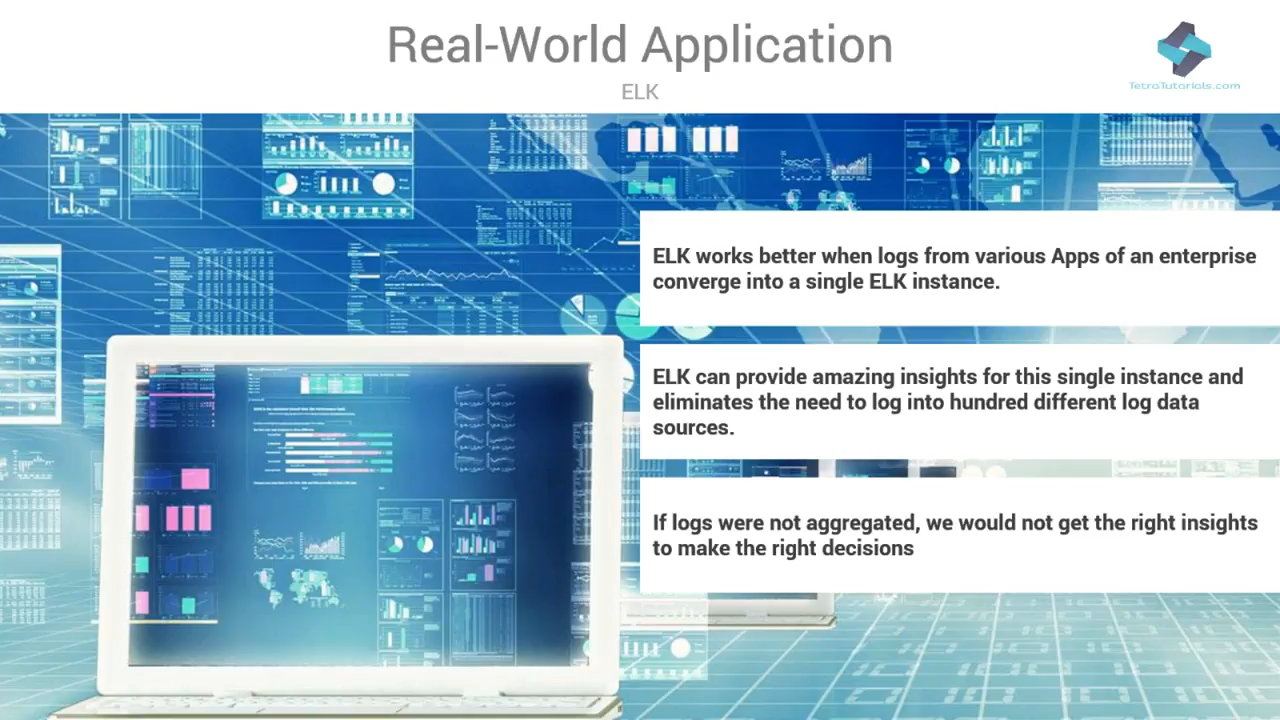 Real-World Application
ELK
TetraTutorials.com
ELK works better when logs from various Apps of an enterprise
converge into a single ELK instance.
ELK can provide amazing insights for this single instance and
eliminates the need to log into hundred different log data
sources.
If logs were not aggregated, we would not get the right insights
to make the right decisions